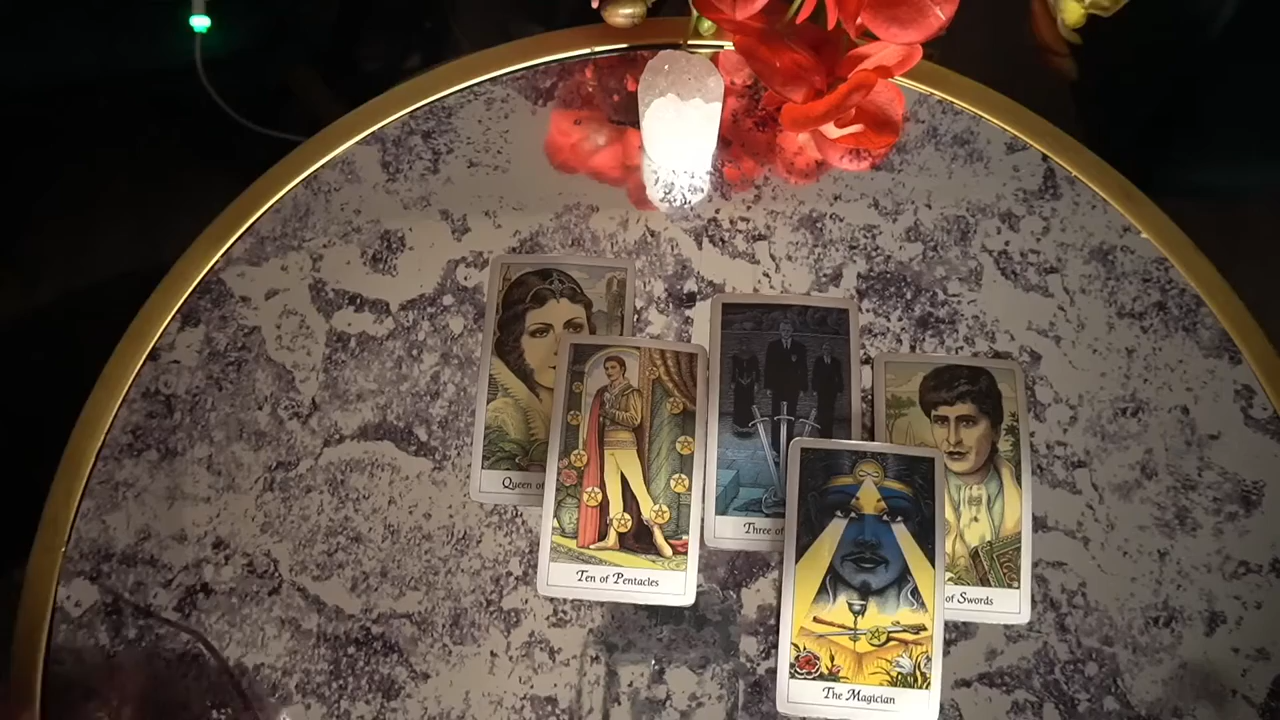 Queen of
Ten of Pentacles
Three of
The Magician
of Swords